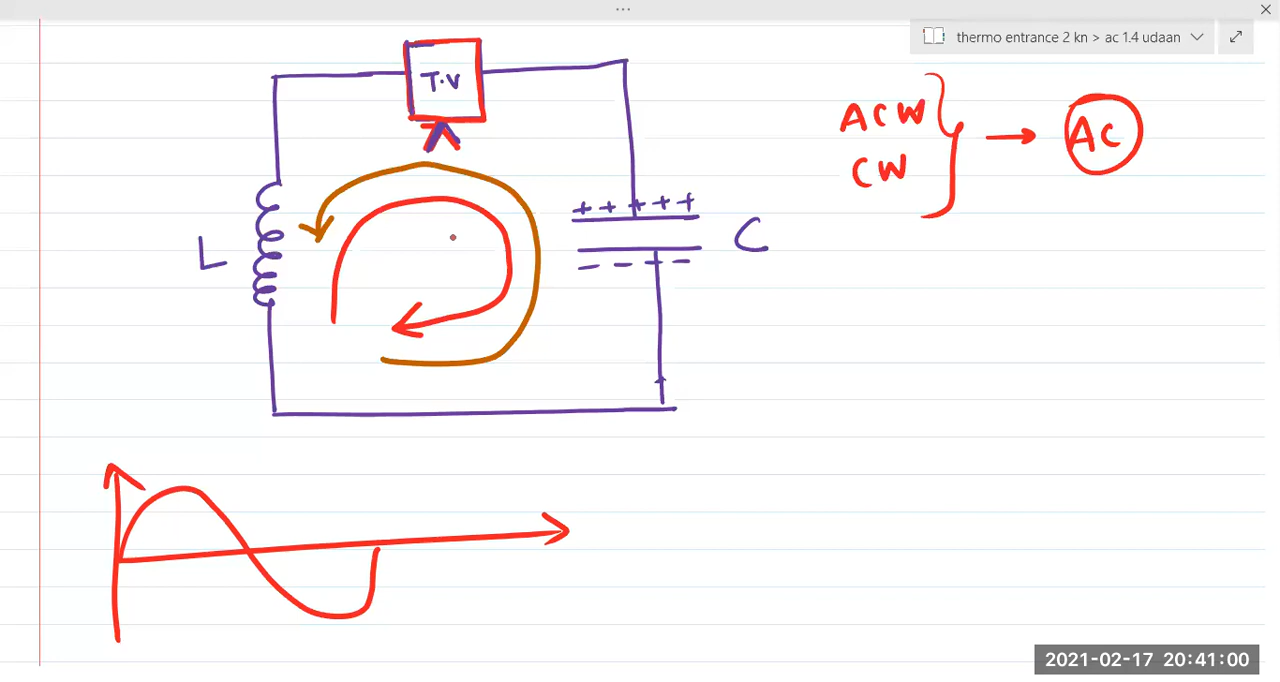 thermo entrance 2 kn > ac 1.4 udaan
T.V
ACW
CW
AC
+ + + + +
L
C
- - - -
2021-02-17 20:41:00